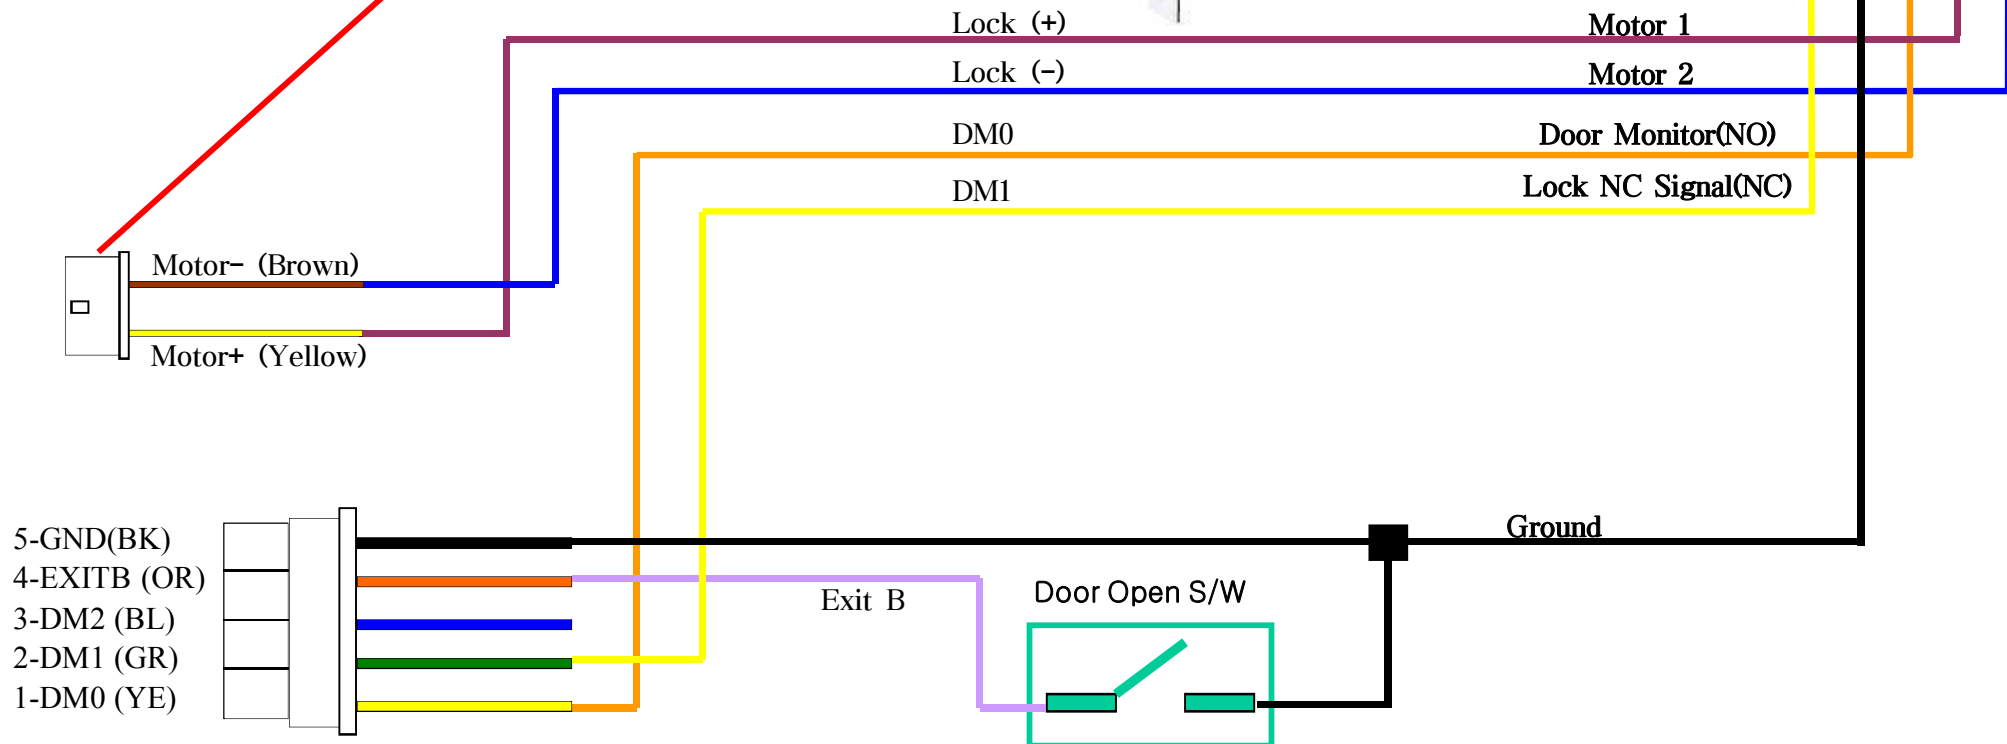 Lock (+)
Motor 1
Lock (-)
Motor 2
DM0
Door Monitor(NO)
DM1
Lock NC Signal(NC)
Motor- (Brown)
Motor+ (Yellow)
5-GND(BK)
Ground
4-EXITB (OR)
Exit B
Door Open S/W
3-DM2 (BL)
2-DM1 (GR)
1-DM0 (YE)